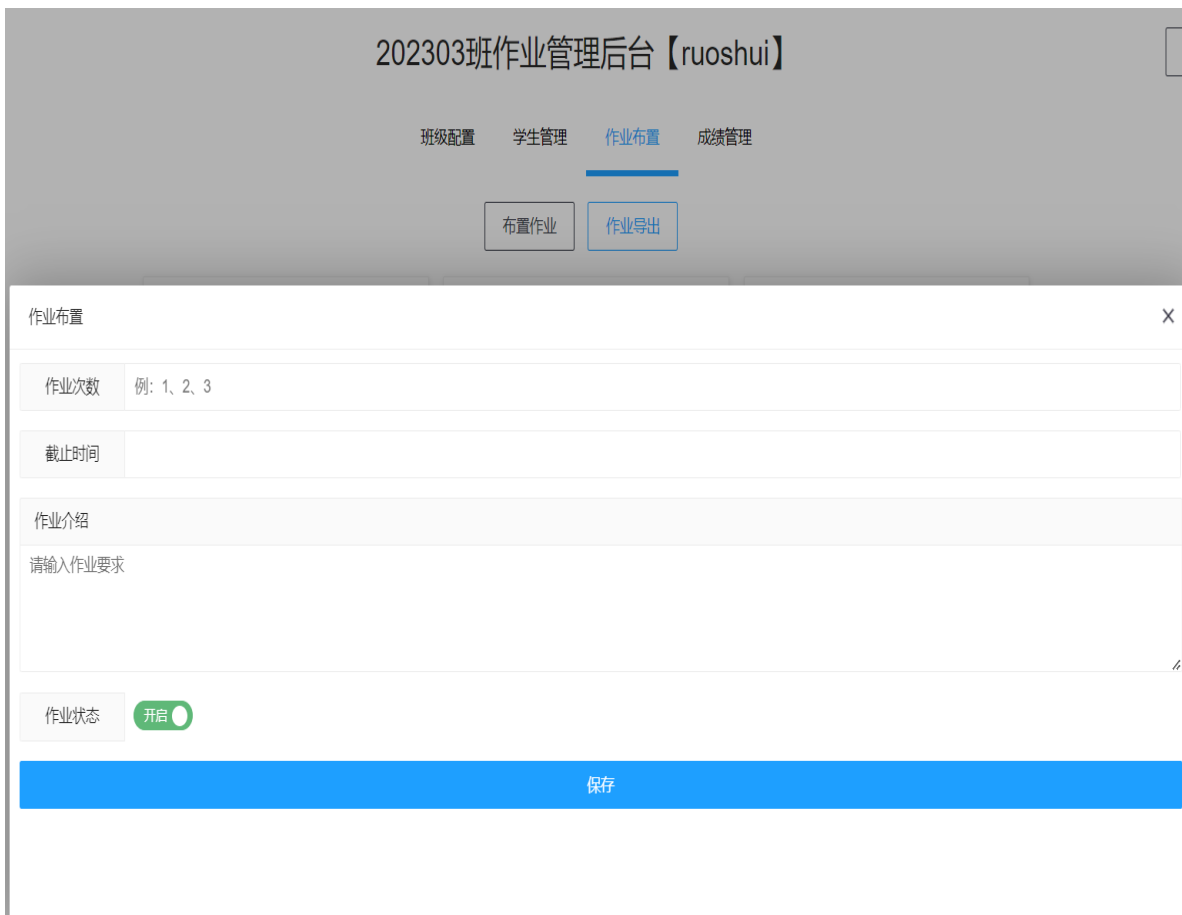 202303班作业管理后台【ruoshui】
班级配置 学生管理 作业布置 成绩管理
布置作业 作业导出
作业布置
作业次数 例：1、2、3
截止时间
作业介绍
请输入作业要求
作业状态 开启
保存